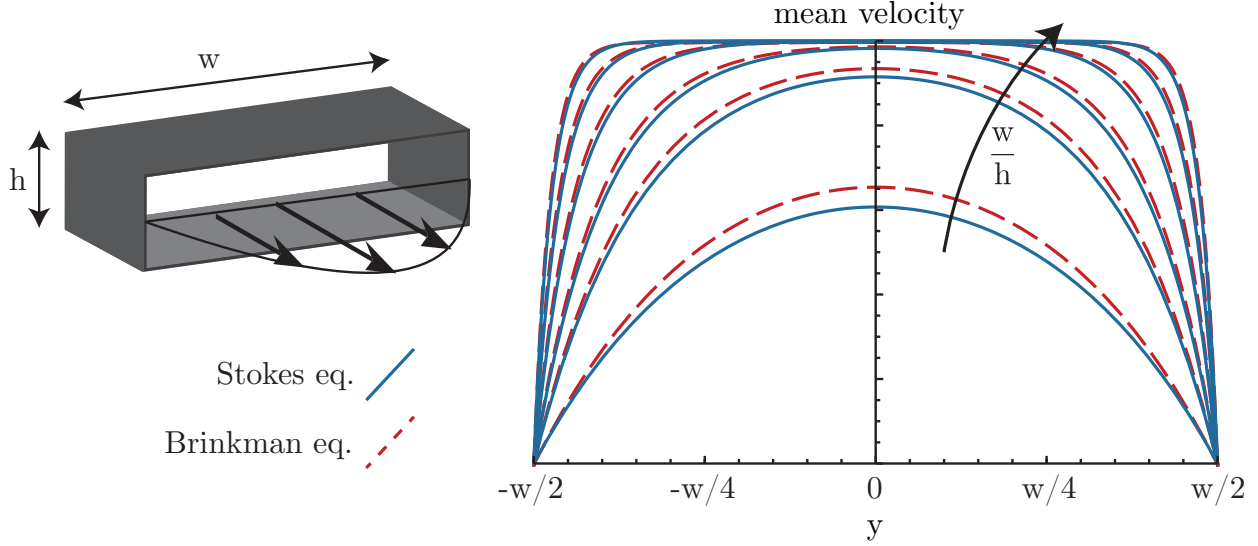 w
h
Stokes eq.
Brinkman eq.
mean velocity
w
h
-w/2
-w/4
0
w/4
w/2
y